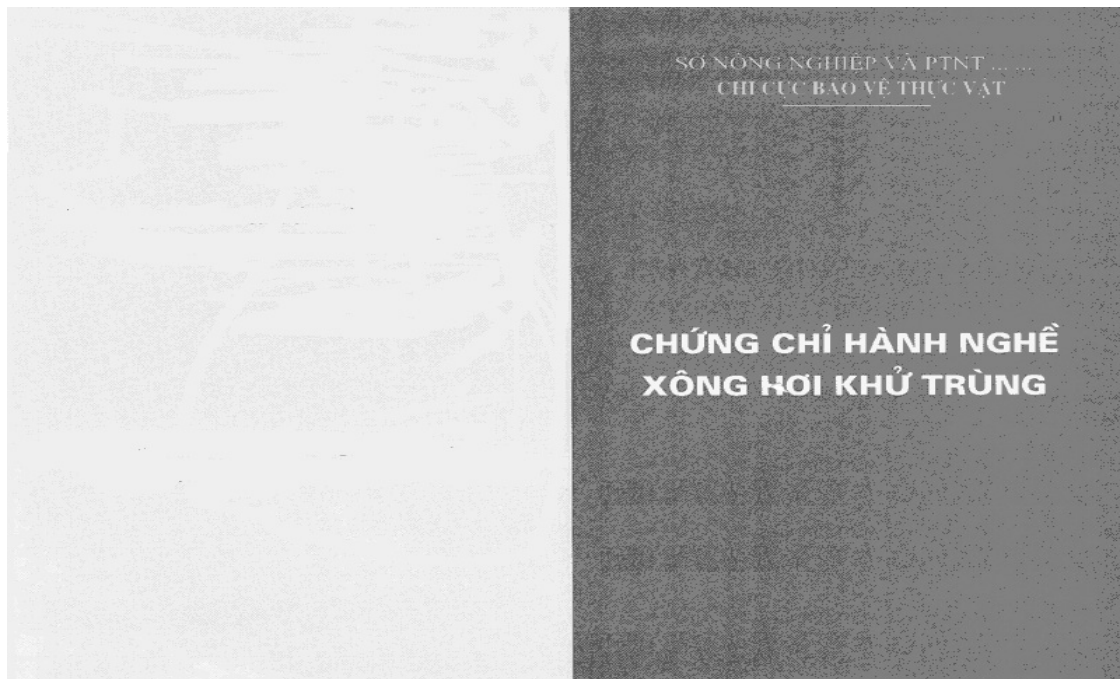 SỞ NÔNG NGHIỆP VÀ PTNT ... ...
CHI CỤC BẢO VỆ THỰC VẬT
CHỨNG CHỈ HÀNH NGHỀ
XÔNG HƠI KHỬ TRÙNG